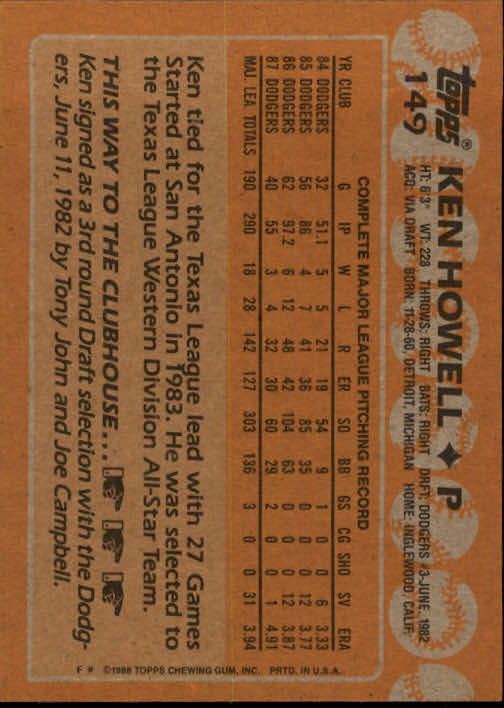 topps® KEN HOWELL ♦ P
149
HT: 6'3" WT: 228 THROWS: RIGHT BATS: RIGHT DRFT: DODGERS 3-JUNE, 1982
ACQ: VIA DRAFT BORN: 11-28-60, DETROIT, MICHIGAN HOME: INGLEWOOD, CALIF.
COMPLETE MAJOR LEAGUE PITCHING RECORD
YR CLUB G IP W L R ER SO BB GS CG SHO SV ERA
84 DODGERS 32 51.1 5 5 21 19 54 9 1 0 0 6 3.33
85 DODGERS 56 86 4 7 41 36 85 35 0 0 0 12 3.77
86 DODGERS 62 97.2 6 12 48 42 104 63 0 0 0 12 3.87
87 DODGERS 40 55 3 4 32 30 60 29 2 0 0 1 4.91
MAJ. LEA. TOTALS 190 290 18 28 142 127 303 136 3 0 0 31 3.94
Ken tied for the Texas League lead with 27 Games
Started at San Antonio in 1983. He was selected to
the Texas League Western Division All-Star Team.
THIS WAY TO THE CLUBHOUSE...
Ken signed as a 3rd round Draft selection with the Dodg-
ers, June 11, 1982 by Tony John and Joe Campbell.
F * ©1988 TOPPS CHEWING GUM, INC. PRTD. IN U.S.A.